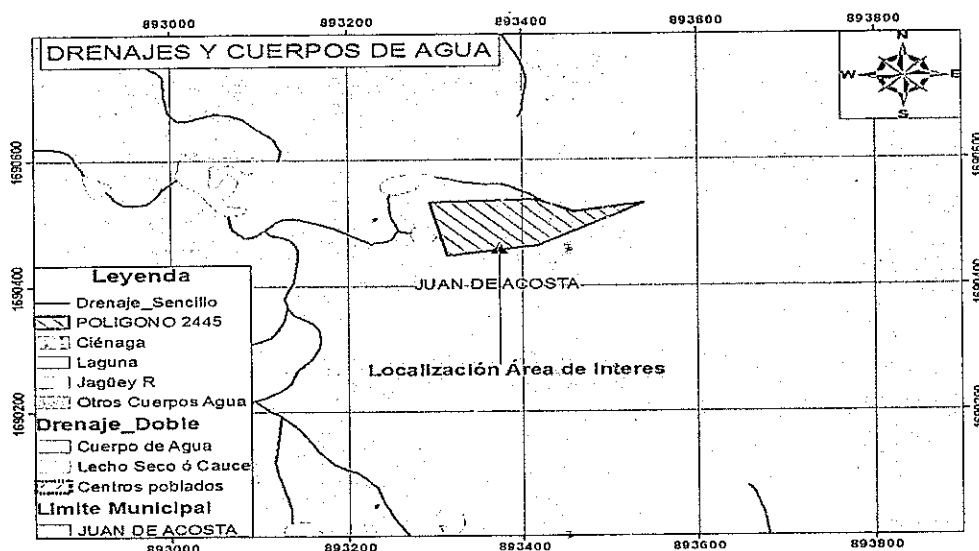 893000 893200 893400 893600 893800
DRENAJES Y CUERPOS DE AGUA
N
W E
S
1690600 1690600
Leyenda
Drenaje_Sencillo
POLIGONO 2445
Ciénaga
Laguna
Jagüey R
Otros Cuerpos Agua
Drenaje_Doble
Cuerpo de Agua
Lecho Seco ó Cauce
Centros poblados
Limite Municipal
JUAN DE ACOSTA
1690400 1690400
JUAN DE ACOSTA
Localización Área de Interes
1690200
893000 893200 893400 893600 893800